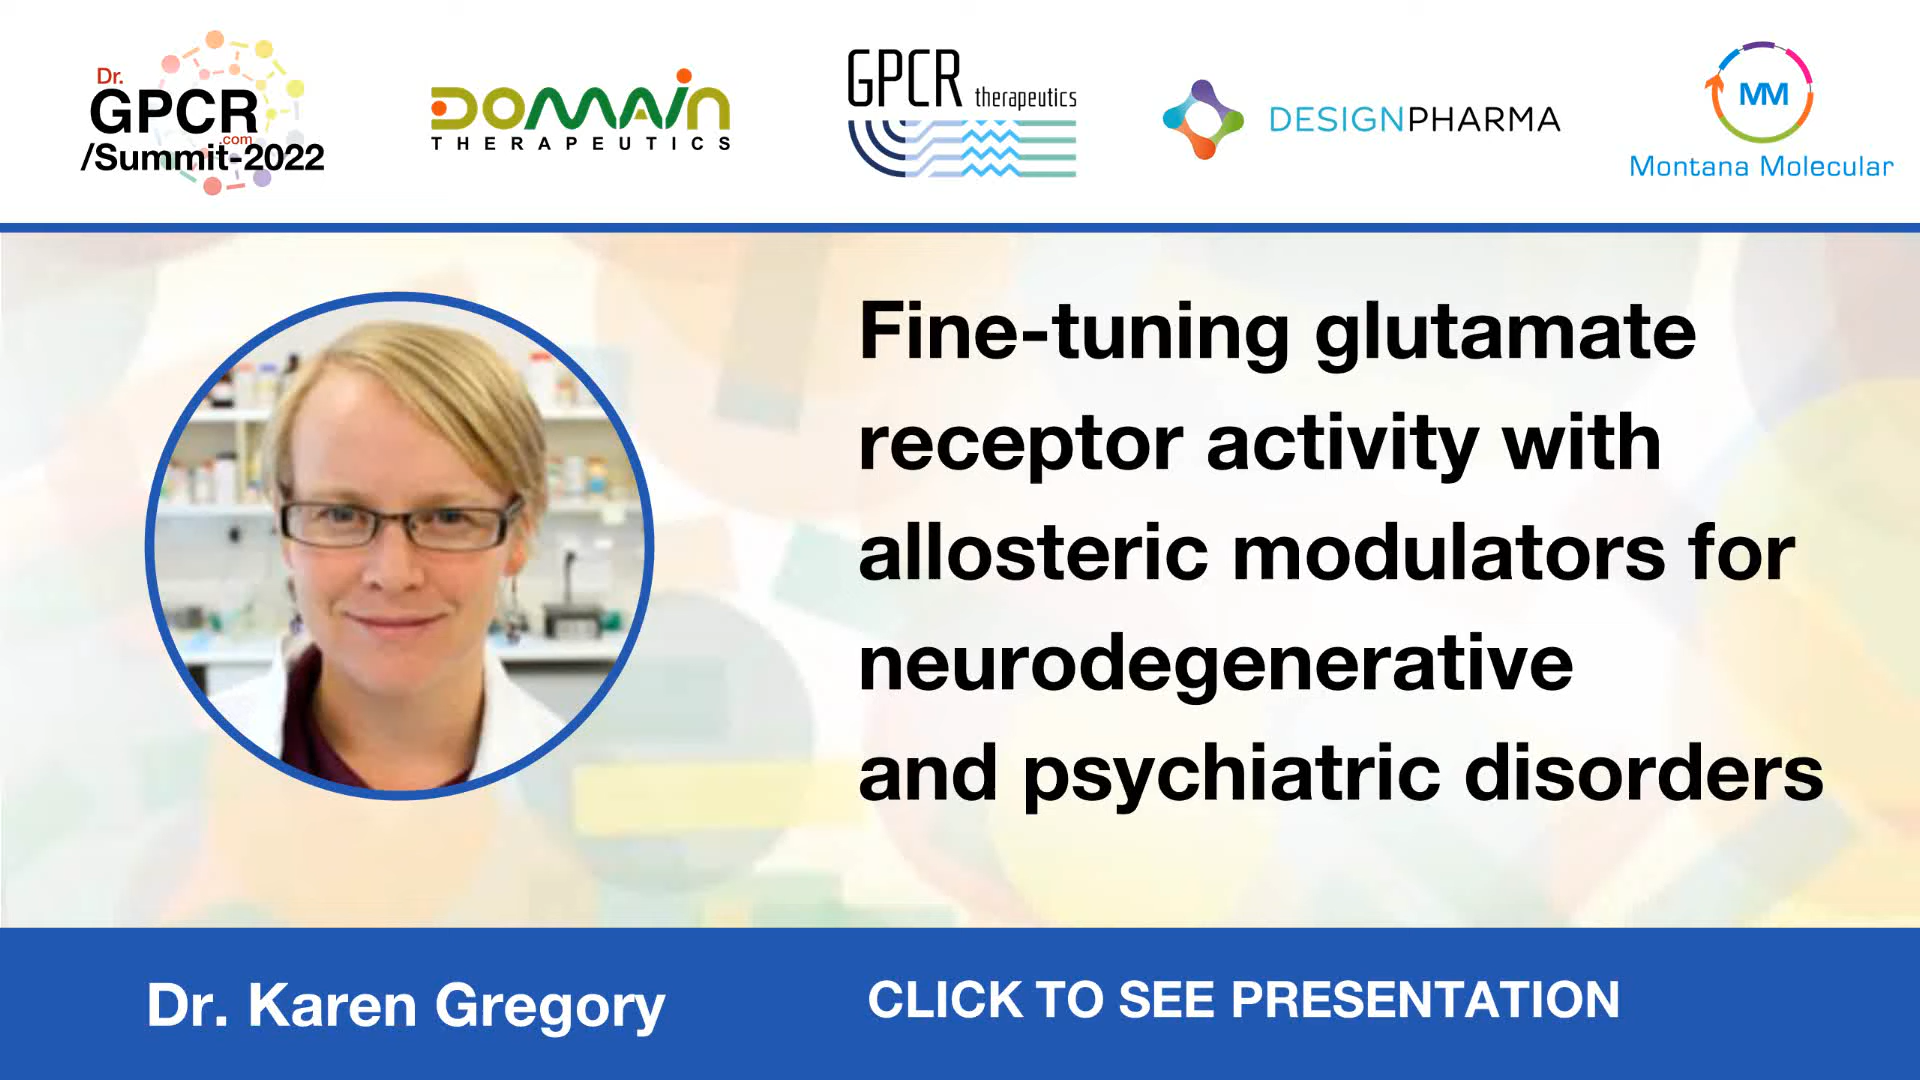 Dr.
GPCR
.com
/Summit-2022
DOMAIN
THERAPEUTICS
GPCR therapeutics
DESIGNPHARMA
MM
Montana Molecular
Fine-tuning glutamate
receptor activity with
allosteric modulators for
neurodegenerative
and psychiatric disorders
Dr. Karen Gregory
CLICK TO SEE PRESENTATION